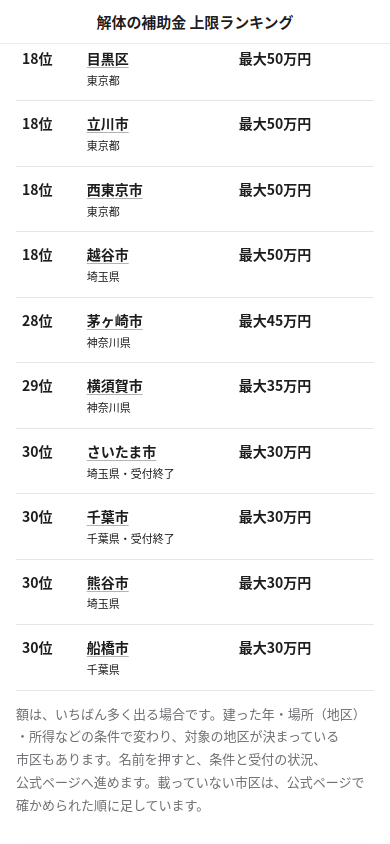 解体の補助金 上限ランキング
18位 目黒区 最大50万円
東京都
18位 立川市 最大50万円
東京都
18位 西東京市 最大50万円
東京都
18位 越谷市 最大50万円
埼玉県
28位 茅ヶ崎市 最大45万円
神奈川県
29位 横須賀市 最大35万円
神奈川県
30位 さいたま市 最大30万円
埼玉県・受付終了
30位 千葉市 最大30万円
千葉県・受付終了
30位 熊谷市 最大30万円
埼玉県
30位 船橋市 最大30万円
千葉県
額は、いちばん多く出る場合です。建った年・場所（地区）
・所得などの条件で変わり、対象の地区が決まっている
市区もあります。名前を押すと、条件と受付の状況、
公式ページへ進めます。載っていない市区は、公式ページで
確かめられた順に足しています。